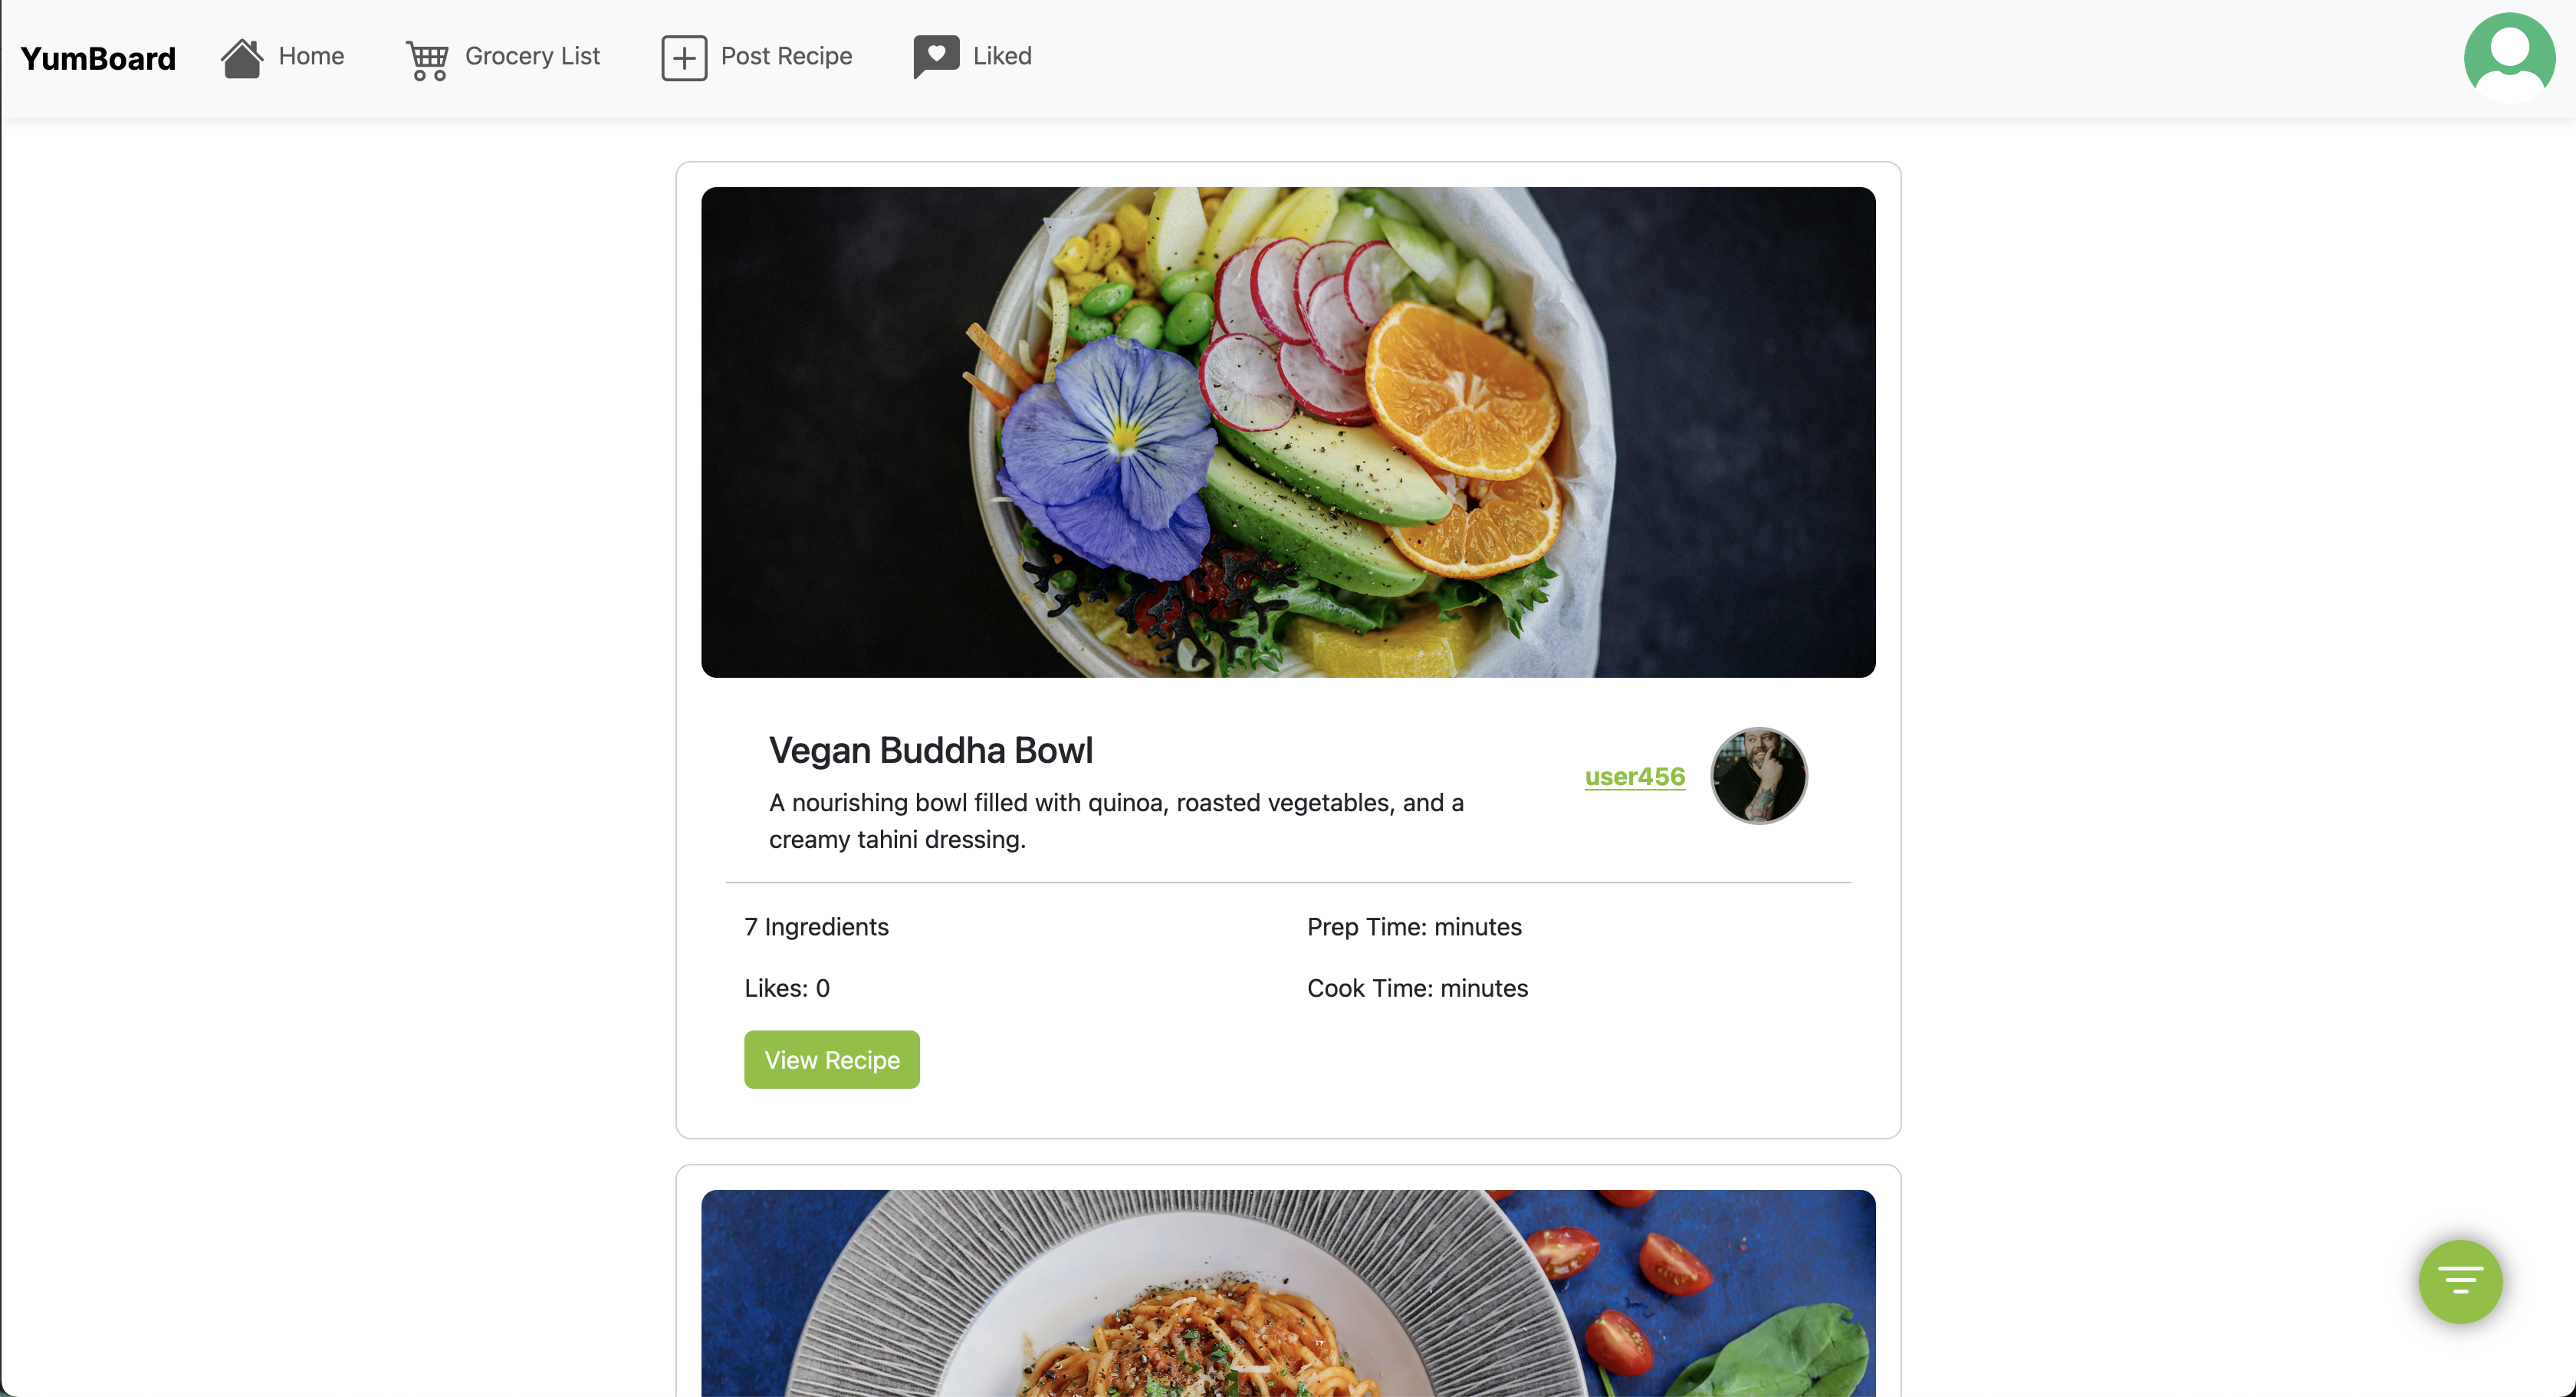 YumBoard
Home
Grocery List
Post Recipe
Liked
Vegan Buddha Bowl
A nourishing bowl filled with quinoa, roasted vegetables, and a
creamy tahini dressing.
user456
7 Ingredients
Prep Time: minutes
Likes: 0
Cook Time: minutes
View Recipe